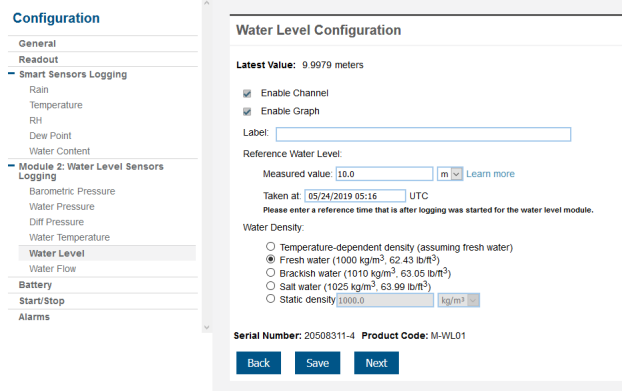 Configuration
General
Readout
Smart Sensors Logging
Rain
Temperature
RH
Dew Point
Water Content
Module 2: Water Level Sensors
Logging
Barometric Pressure
Water Pressure
Diff Pressure
Water Temperature
Water Level
Water Flow
Battery
Start/Stop
Alarms
Water Level Configuration
Latest Value: 9.9979 meters
Enable Channel
Enable Graph
Label:
Reference Water Level:
Measured value: 10.0 m Learn more
Taken at: 05/24/2019 05:16 UTC
Please enter a reference time that is after logging was started for the water level module.
Water Density:
Temperature-dependent density (assuming fresh water)
Fresh water (1000 kg/m³, 62.43 lb/ft³)
Brackish water (1010 kg/m³, 63.05 lb/ft³)
Salt water (1025 kg/m³, 63.99 lb/ft³)
Static density 1000.0 kg/m³
Serial Number: 20508311-4 Product Code: M-WL01
Back Save Next